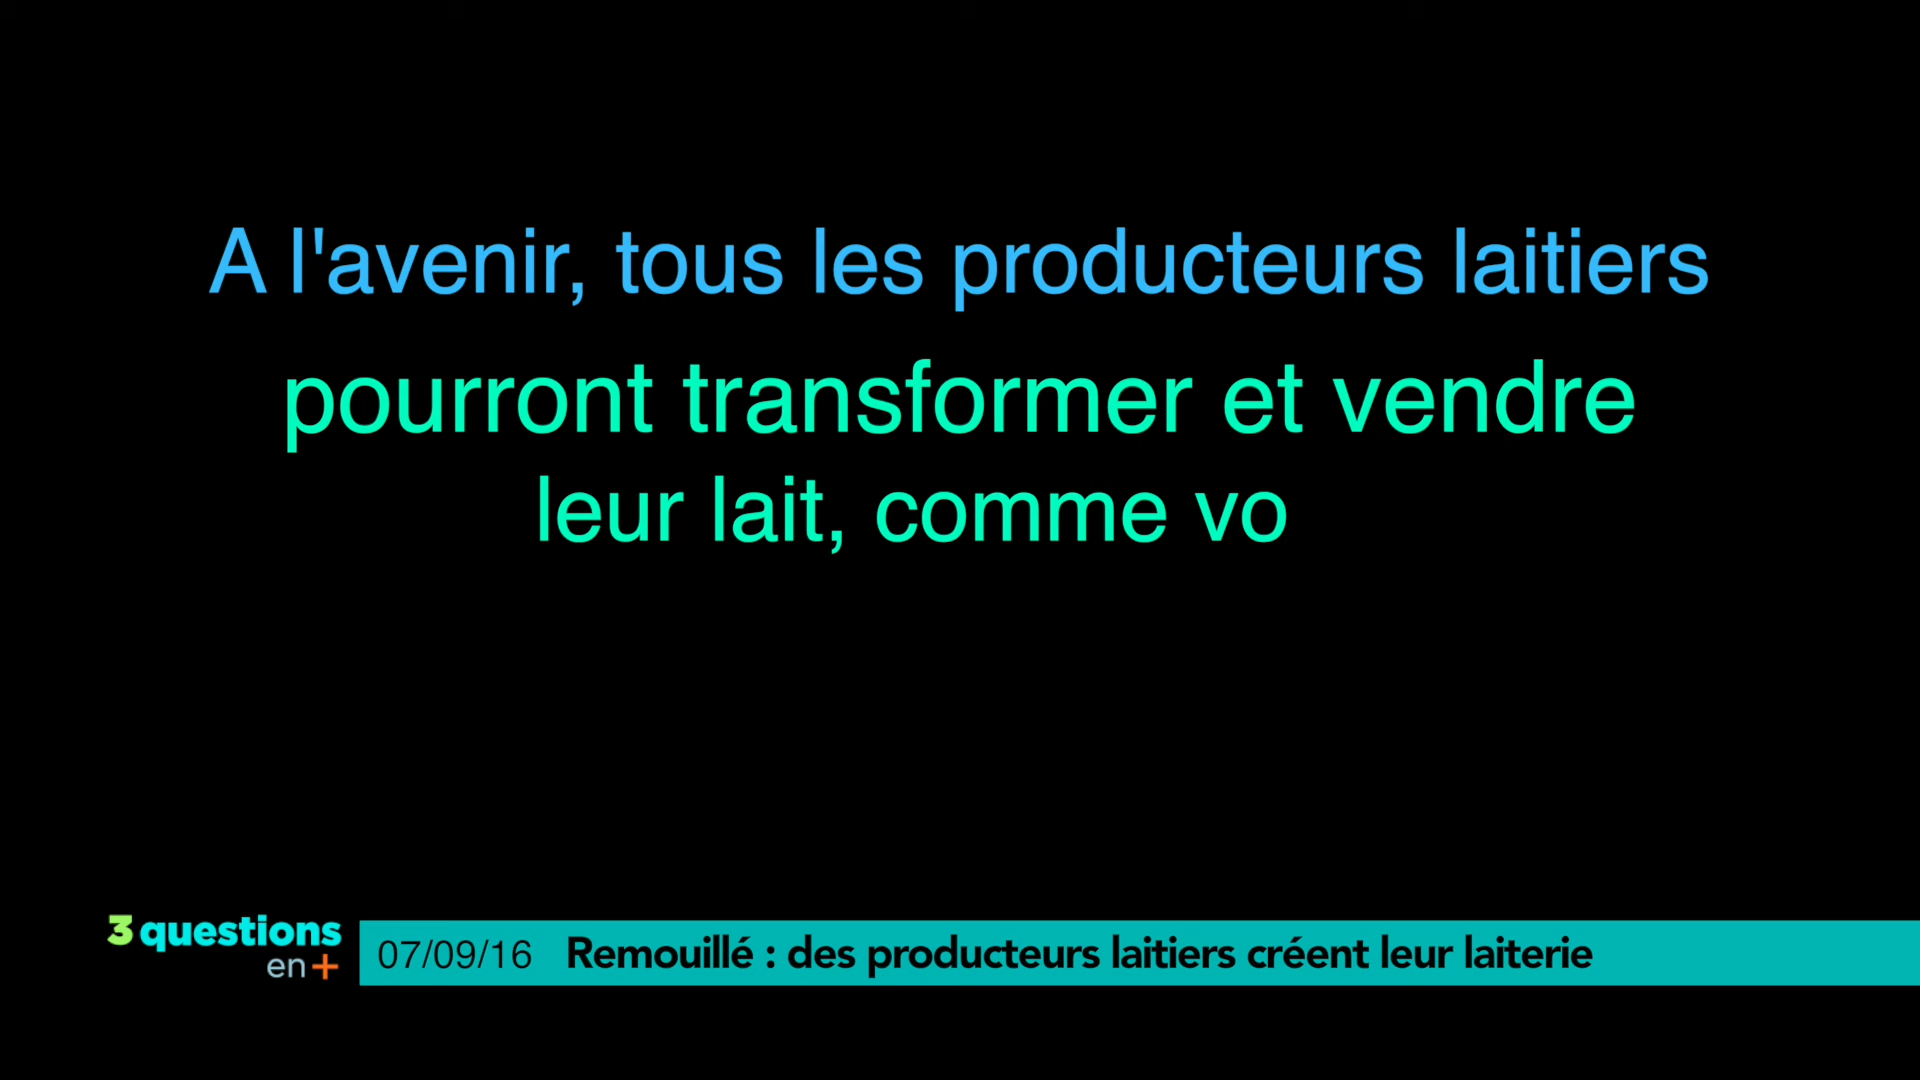 A l'avenir, tous les producteurs laitiers
pourront transformer et vendre
leur lait, comme vo
3 questions
en +
07/09/16 Remouillé : des producteurs laitiers créent leur laiterie